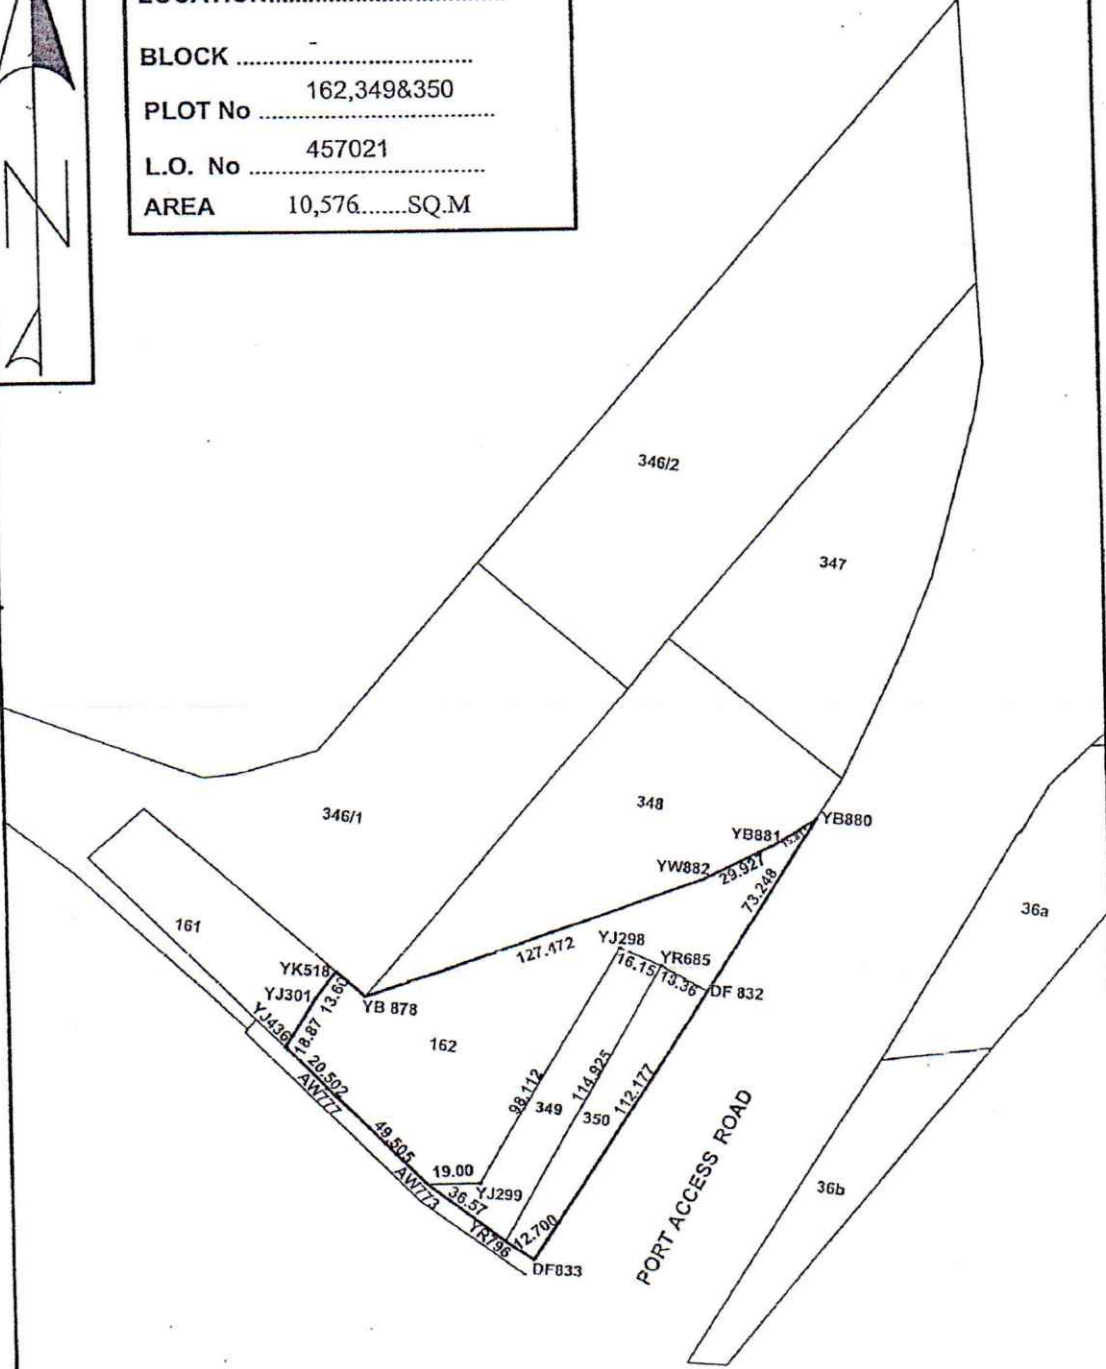 LOCATION
BLOCK - 
PLOT No 162,349&350
L.O. No 457021
AREA 10,576......SQ.M
N
346/2
347
346/1
348
YB880
YB881
YW882
29.927
73.248
161
YJ298
127.472
YR685
YK518
16.15
13.36
DF 832
YJ301
13.60
YB 878
YJ436
18.87
162
20.502
AW777
98.112
114.925
112.177
349
350
49.505
19.00
YJ299
AW773
36.57
YR796
12.700
DF833
PORT ACCESS ROAD
36a
36b